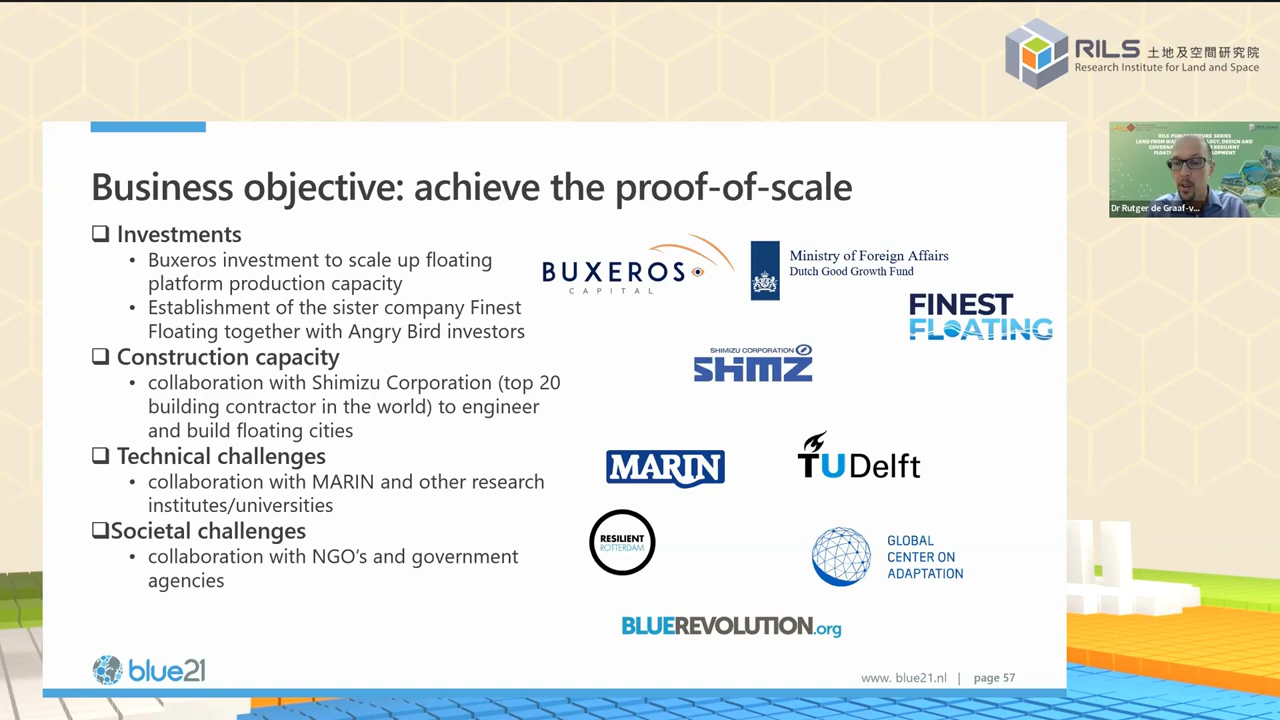 RILS 土地及空間研究院
Research Institute for Land and Space
Business objective: achieve the proof-of-scale
Investments
• Buxeros investment to scale up floating
platform production capacity
• Establishment of the sister company Finest
Floating together with Angry Bird investors
Construction capacity
• collaboration with Shimizu Corporation (top 20
building contractor in the world) to engineer
and build floating cities
Technical challenges
• collaboration with MARIN and other research
institutes/universities
Societal challenges
• collaboration with NGO's and government
agencies
BUXEROS
CAPITAL
Ministry of Foreign Affairs
Dutch Good Growth Fund
FINEST
FLOATING
SHIMIZU CORPORATION
SHIMZ
MARIN
TU Delft
RESILIENT
ROTTERDAM
GLOBAL
CENTER ON
ADAPTATION
BLUEREVOLUTION.org
blue21
www. blue21.nl | page 57
Dr Rutger de Graaf-v...